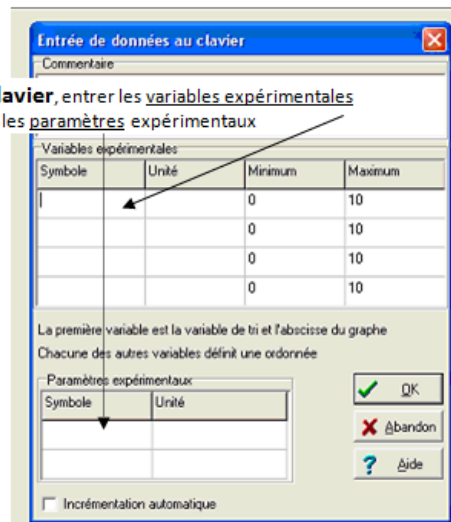 Entrée de données au clavier
Commentaire
lavier, entrer les variables expérimentales
les paramètres expérimentaux
Variables expérimentales
Symbole Unité Minimum Maximum
0 10
0 10
0 10
0 10
La première variable est la variable de tri et l'abscisse du graphe
Chacune des autres variables définit une ordonnée
Paramètres expérimentaux
Symbole Unité
OK
Abandon
Aide
Incrémentation automatique